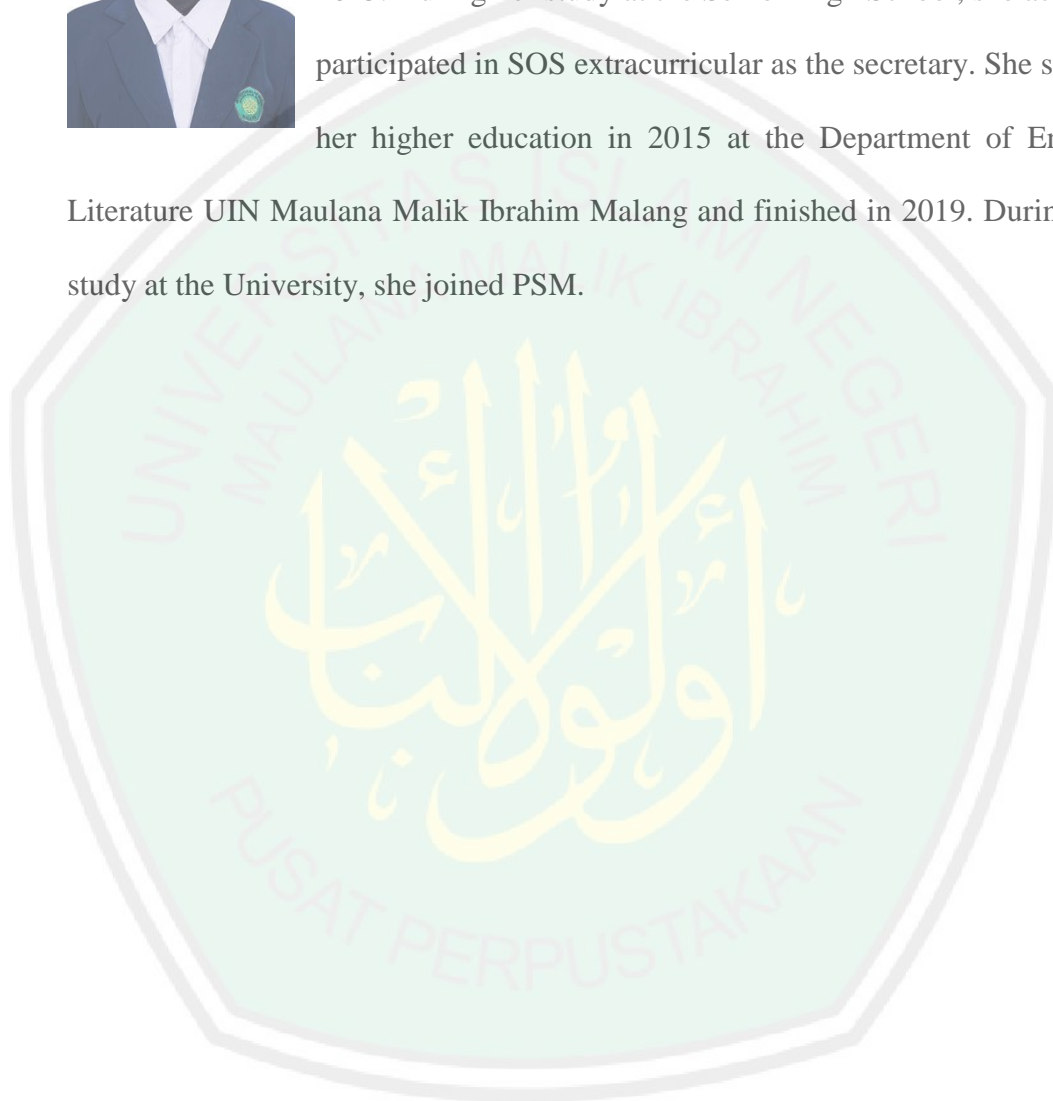 participated in SOS extracurricular as the secretary. She
her higher education in 2015 at the Department of
Literature UIN Maulana Malik Ibrahim Malang and finished in 2019.
study at the University, she joined PSM.
UNIVERSITAS ISLAM NEGERI
MAULANA MALIK IBRAHIM
أولوا الألباب
PUSAT PERPUSTAKAAN